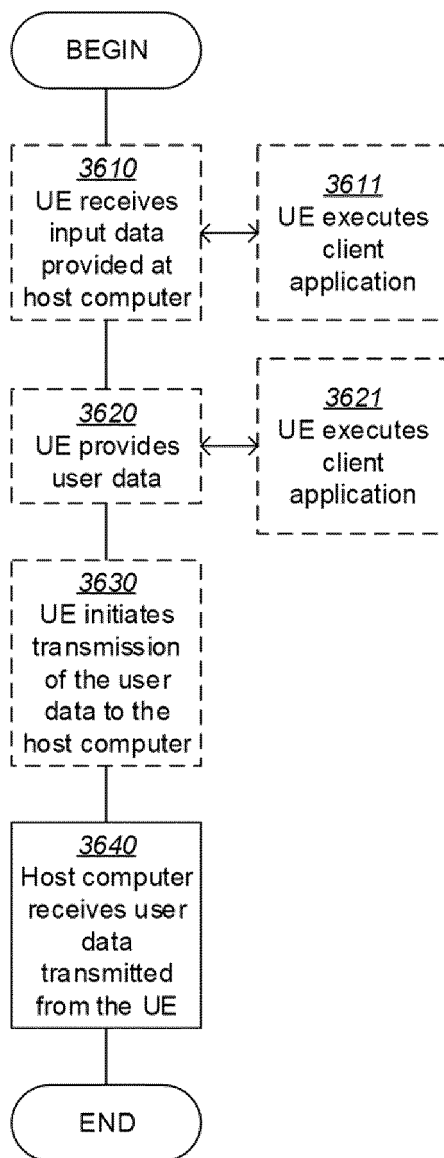 BEGIN
3610
UE receives
input data
provided at
host computer
3611
UE executes
client
application
3620
UE provides
user data
3621
UE executes
client
application
3630
UE initiates
transmission
of the user
data to the
host computer
3640
Host computer
receives user
data
transmitted
from the UE
END